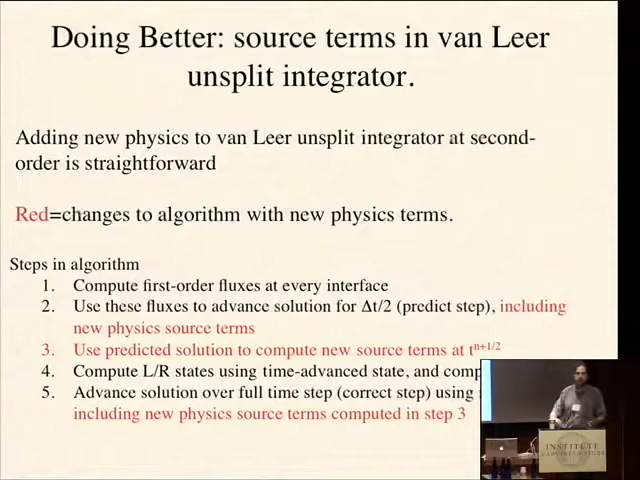 Doing Better: source terms in van Leer
unsplit integrator.
Adding new physics to van Leer unsplit integrator at second-
order is straightforward
Red=changes to algorithm with new physics terms.
Steps in algorithm
1. Compute first-order fluxes at every interface
2. Use these fluxes to advance solution for Δt/2 (predict step), including
new physics source terms
3. Use predicted solution to compute new source terms at tⁿ⁺¹/²
4. Compute L/R states using time-advanced state, and
5. Advance solution over full time step (correct step) using
including new physics source terms computed in step 3
INSTITUTE
ADVANCED STUDY